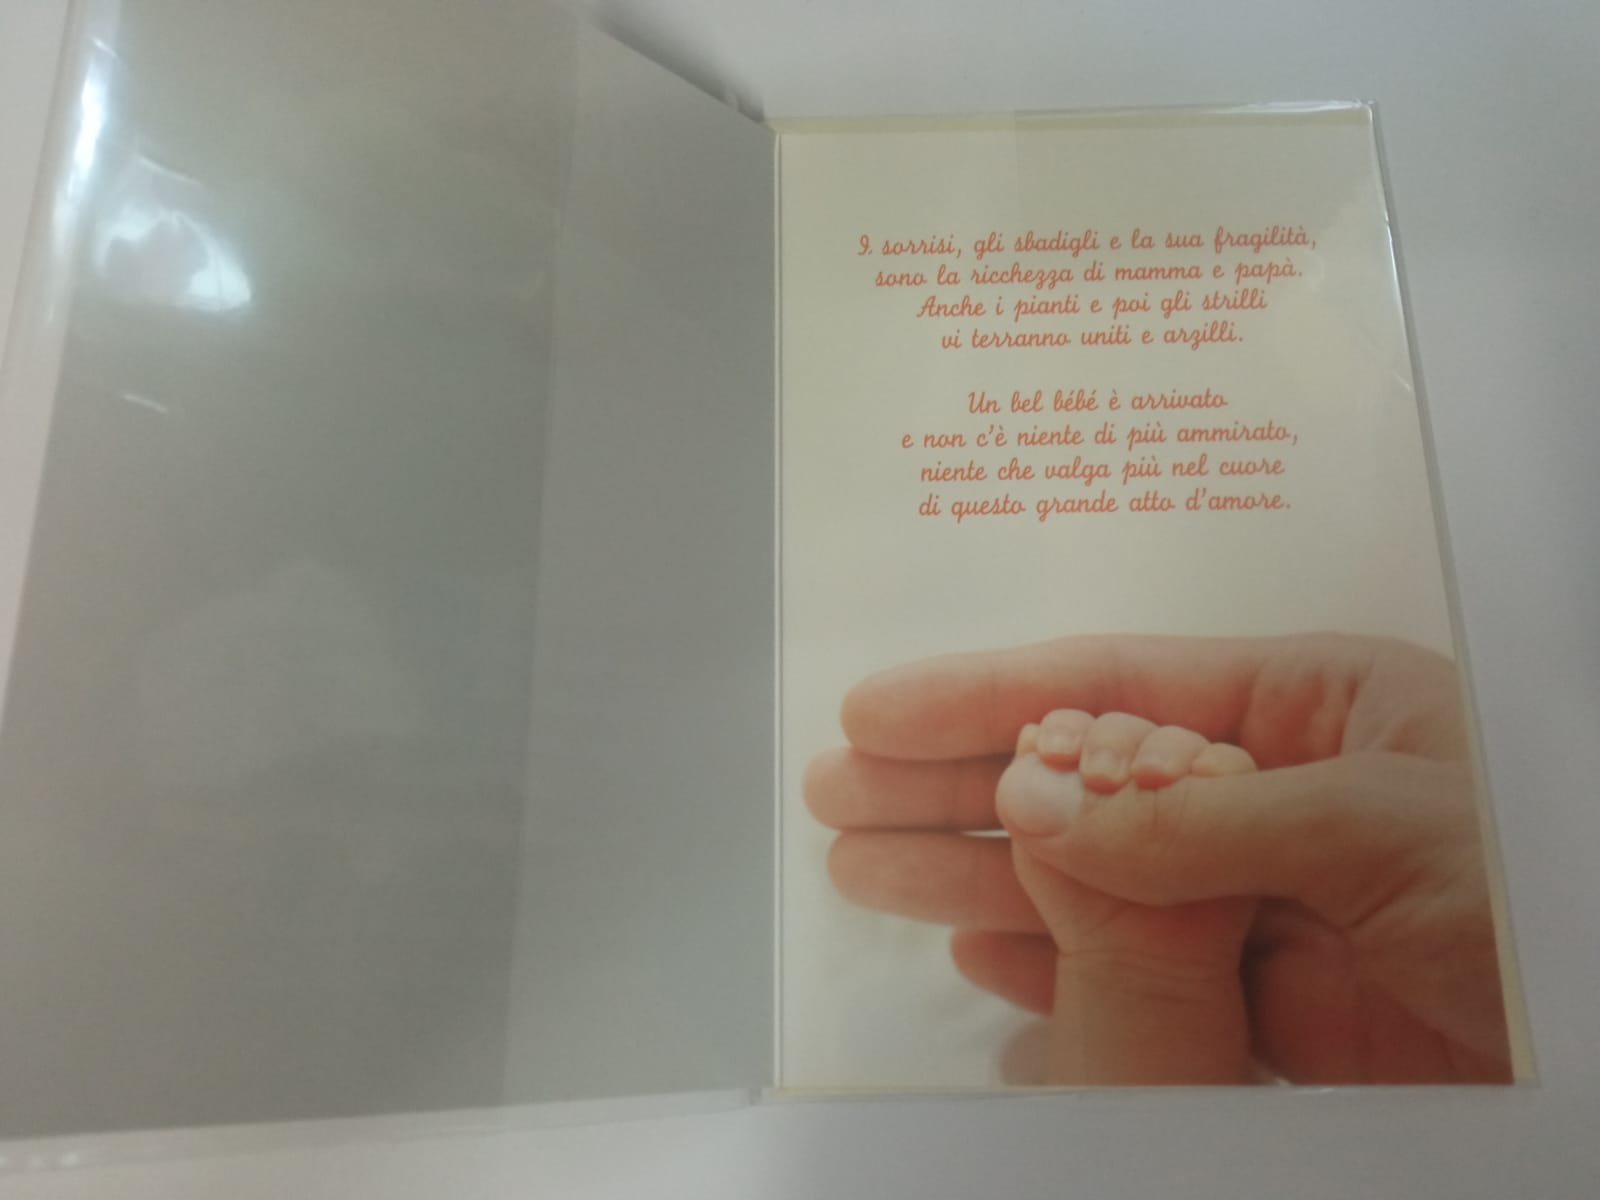 I sorrisi, gli sbadigli e la sua fragilità,
sono la ricchezza di mamma e papà.
Anche i pianti e poi gli strilli
vi terranno uniti e arzilli.
Un bel bébé è arrivato
e non c'è niente di più ammirato,
niente che valga più nel cuore
di questo grande atto d'amore.